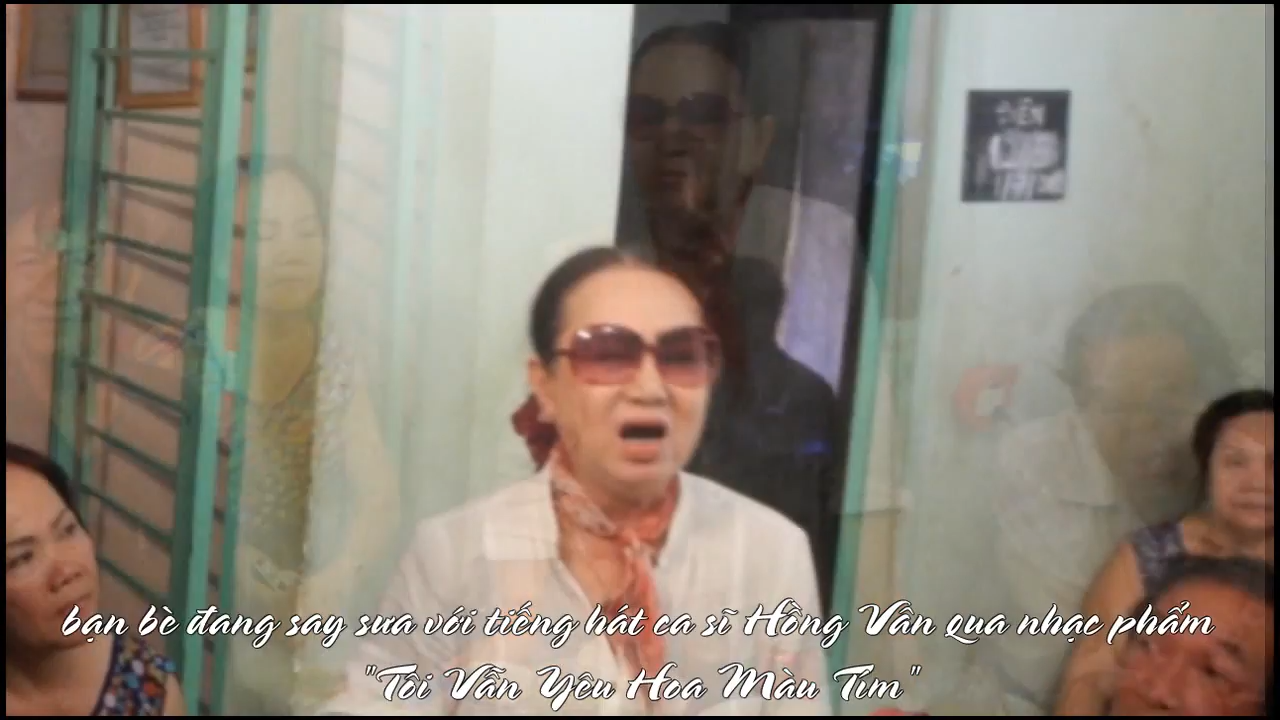 ĐIỆN
bạn bè đang say sưa với tiếng hát ca sĩ Hồng Vân qua nhạc phẩm
"Tôi Vẫn Yêu Hoa Màu Tím"